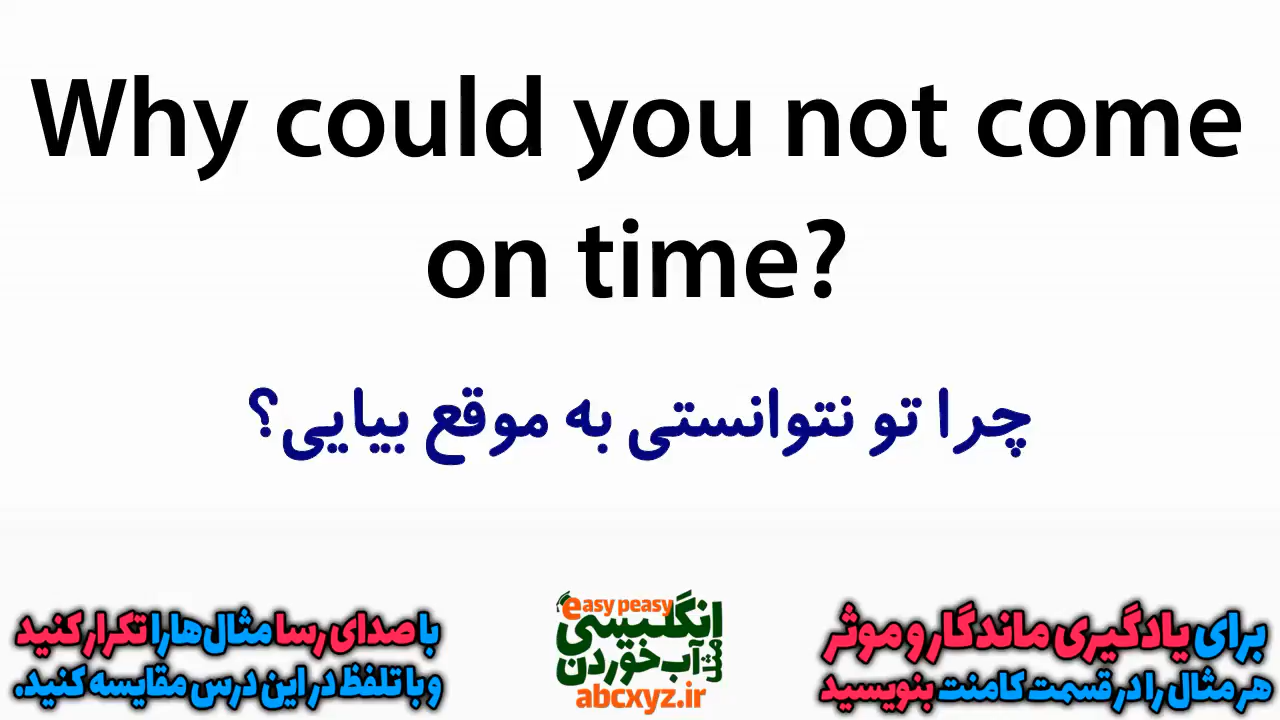 Why could you not come
on time?
چرا تو نتوانستی به موقع بیایی؟
برای یادگیری ماندگار و موثر
هر مثال را در قسمت کامنت بنویسید
easy peasy
انگلیسی
مثل آب خوردن
abcxyz.ir
با صدای رسا مثال‌ها را تکرار کنید
و با تلفظ در این درس مقایسه کنید.